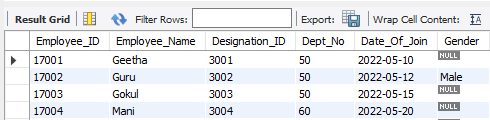 Result Grid Filter Rows: Export: Wrap Cell Content:
Employee_ID Employee_Name Designation_ID Dept_No Date_Of_Join Gender
17001 Geetha 3001 50 2022-05-10 NULL
17002 Guru 3002 50 2022-05-12 Male
17003 Gokul 3003 50 2022-05-15 NULL
17004 Mani 3004 60 2022-05-20 NULL